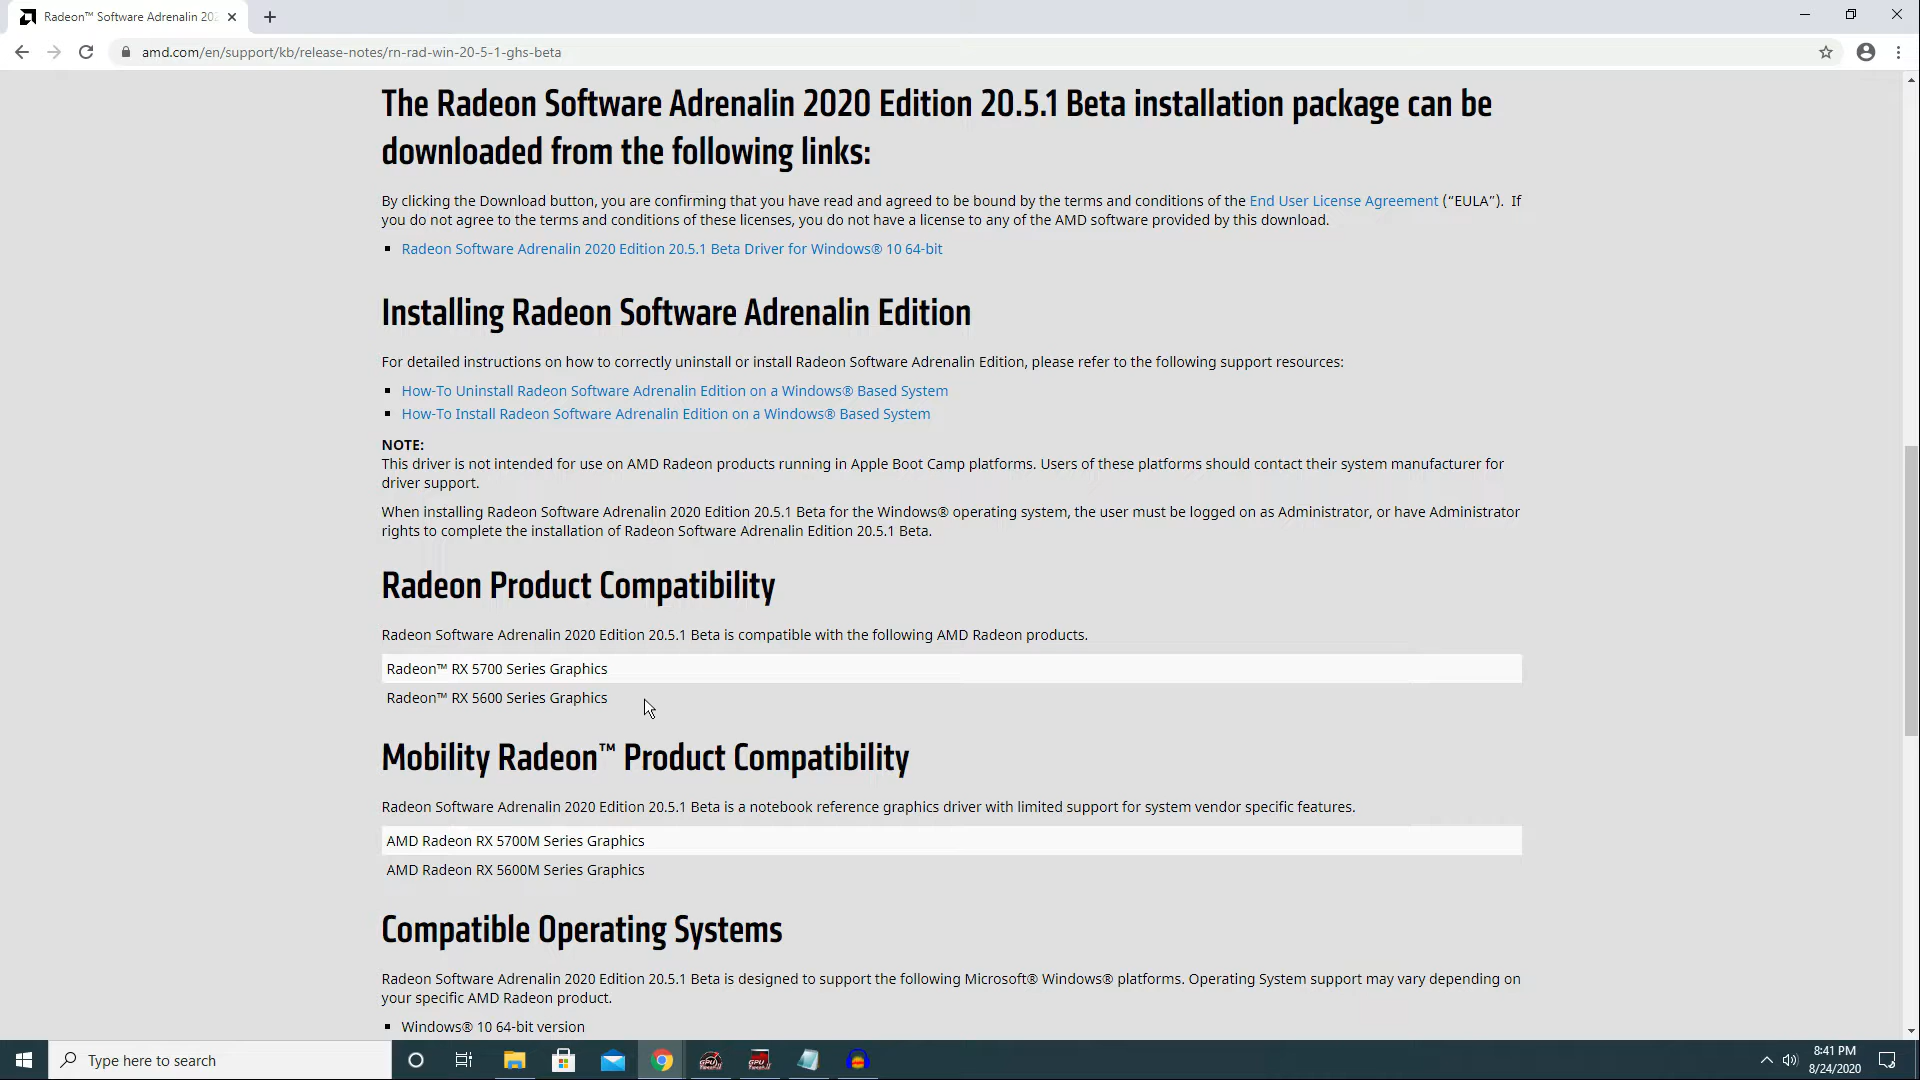 Radeon™ Software Adrenalin 202
amd.com/en/support/kb/release-notes/rn-rad-win-20-5-1-ghs-beta
The Radeon Software Adrenalin 2020 Edition 20.5.1 Beta installation package can be
downloaded from the following links:
By clicking the Download button, you are confirming that you have read and agreed to be bound by the terms and conditions of the End User License Agreement (“EULA”). If
you do not agree to the terms and conditions of these licenses, you do not have a license to any of the AMD software provided by this download.
Radeon Software Adrenalin 2020 Edition 20.5.1 Beta Driver for Windows® 10 64-bit
Installing Radeon Software Adrenalin Edition
For detailed instructions on how to correctly uninstall or install Radeon Software Adrenalin Edition, please refer to the following support resources:
How-To Uninstall Radeon Software Adrenalin Edition on a Windows® Based System
How-To Install Radeon Software Adrenalin Edition on a Windows® Based System
NOTE:
This driver is not intended for use on AMD Radeon products running in Apple Boot Camp platforms. Users of these platforms should contact their system manufacturer for
driver support.
When installing Radeon Software Adrenalin 2020 Edition 20.5.1 Beta for the Windows® operating system, the user must be logged on as Administrator, or have Administrator
rights to complete the installation of Radeon Software Adrenalin Edition 20.5.1 Beta.
Radeon Product Compatibility
Radeon Software Adrenalin 2020 Edition 20.5.1 Beta is compatible with the following AMD Radeon products.
Radeon™ RX 5700 Series Graphics
Radeon™ RX 5600 Series Graphics
Mobility Radeon™ Product Compatibility
Radeon Software Adrenalin 2020 Edition 20.5.1 Beta is a notebook reference graphics driver with limited support for system vendor specific features.
AMD Radeon RX 5700M Series Graphics
AMD Radeon RX 5600M Series Graphics
Compatible Operating Systems
Radeon Software Adrenalin 2020 Edition 20.5.1 Beta is designed to support the following Microsoft® Windows® platforms. Operating System support may vary depending on
your specific AMD Radeon product.
Windows® 10 64-bit version
Type here to search
8:41 PM
8/24/2020